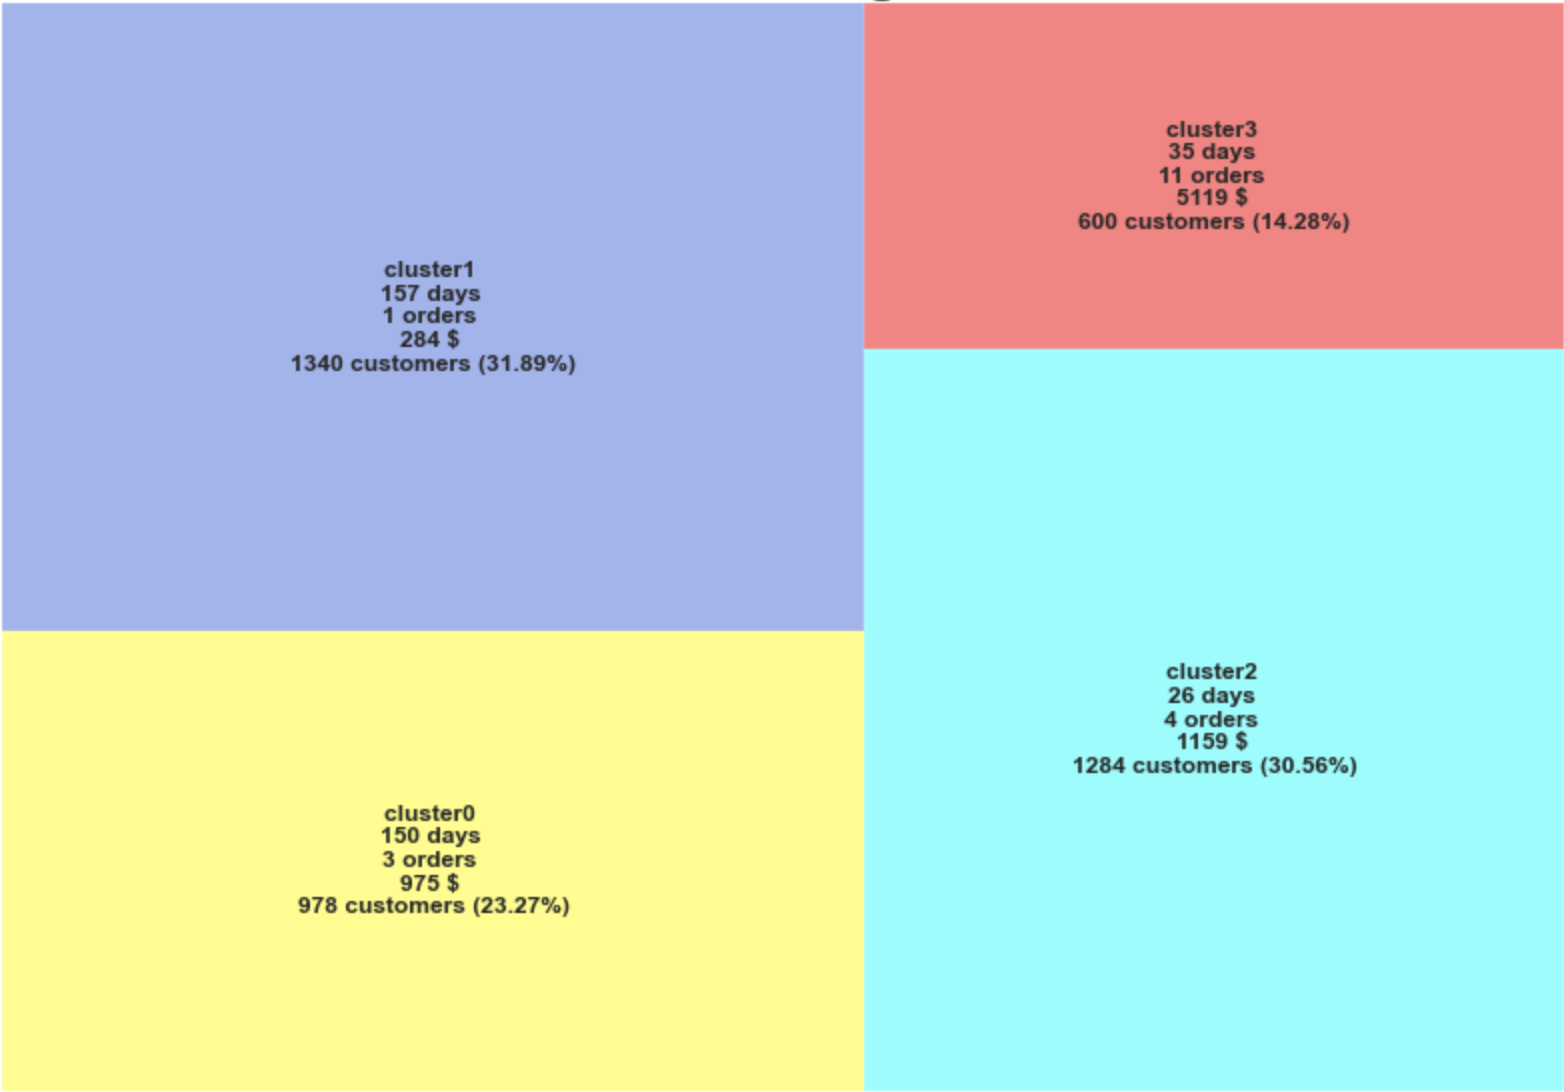 cluster1
157 days
1 orders
284 $
1340 customers (31.89%)
cluster3
35 days
11 orders
5119 $
600 customers (14.28%)
cluster0
150 days
3 orders
975 $
978 customers (23.27%)
cluster2
26 days
4 orders
1159 $
1284 customers (30.56%)